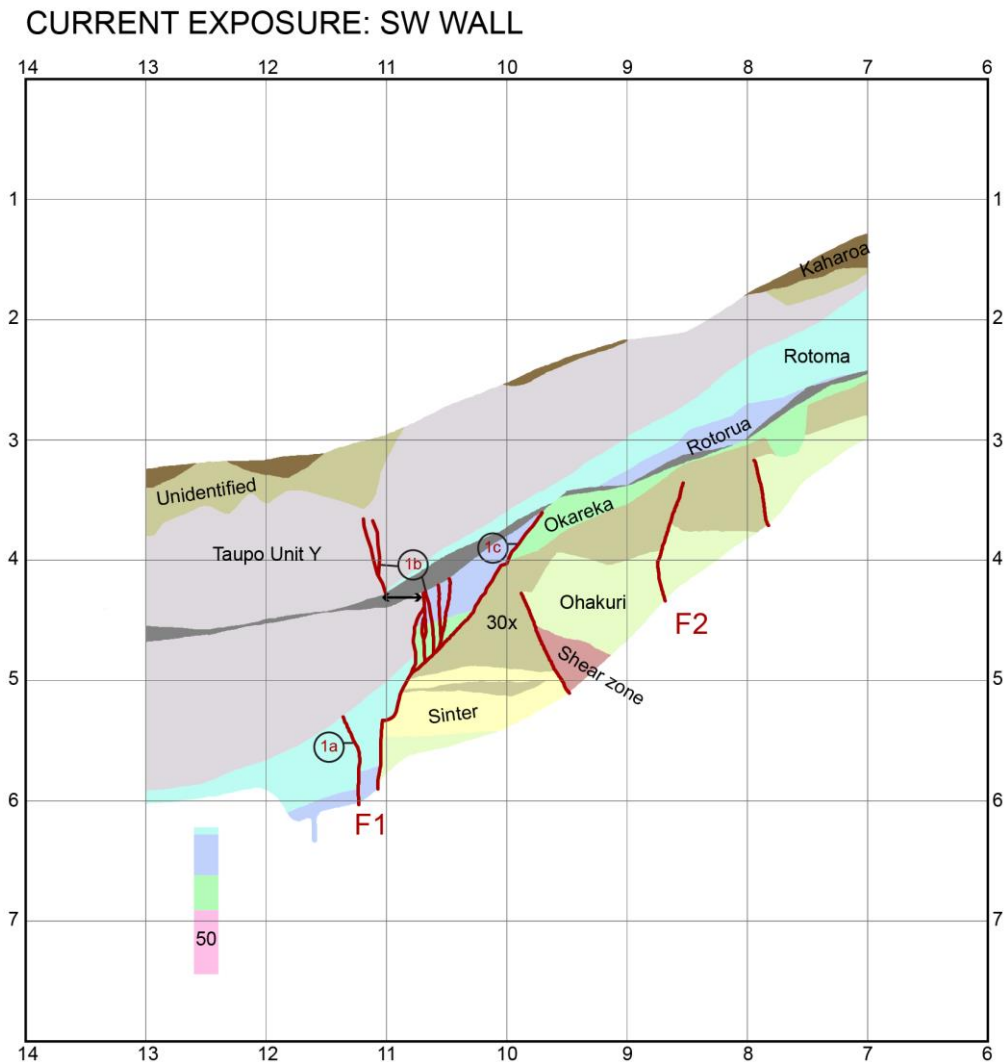 CURRENT EXPOSURE: SW WALL
14 13 12 11 10 9 8 7 6
1 1
Kaharoa
2 2
Rotoma
3 3
Rotorua
Unidentified
Okareka
1c
4 4
Taupo Unit Y
1b
Ohakuri
30x
F2
Shear zone
5 5
Sinter
1a
6 6
F1
7 7
50
14 13 12 11 10 9 8 7 6